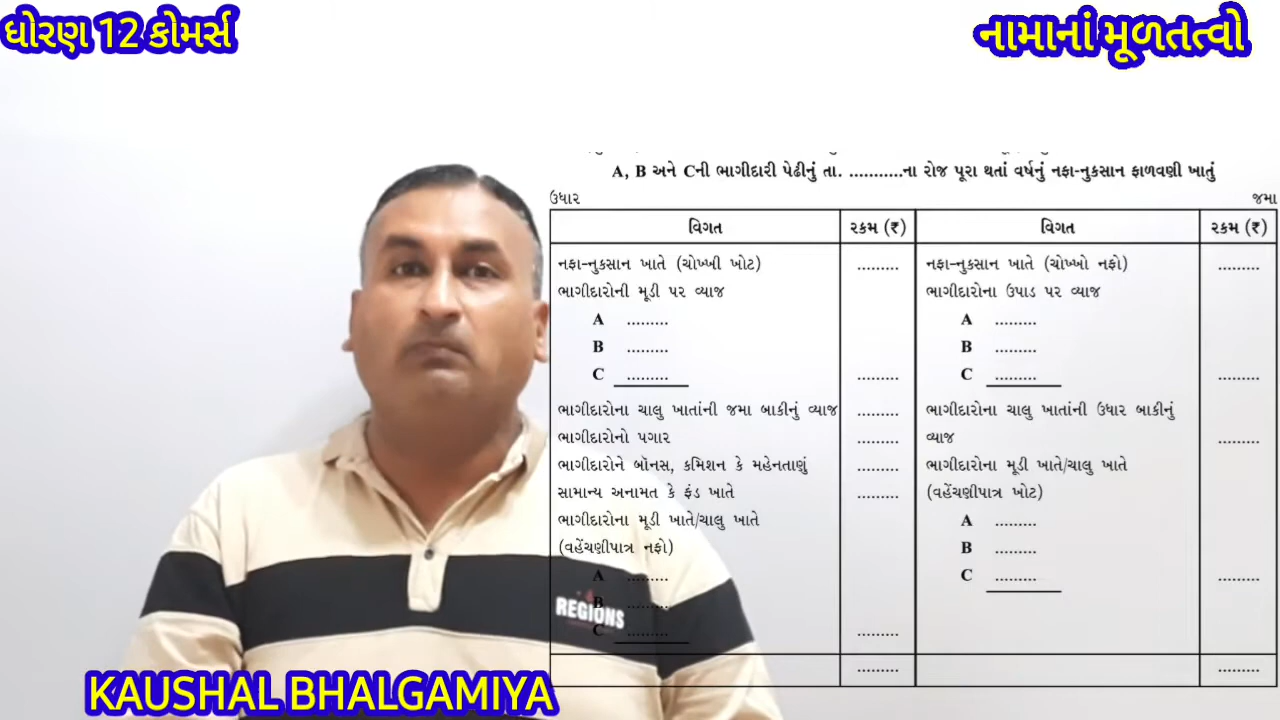 ધોરણ 12 કોમર્સ
નામાનાં મૂળતત્વો
A, B અને Cની ભાગીદારી પેઢીનું તા. ...........ના રોજ પૂરા થતાં વર્ષનું નફા-નુકસાન ફાળવણી ખાતું
ઉધાર જમા
વિગત રકમ (₹) વિગત રકમ (₹)
નફા-નુકસાન ખાતે (ચોખ્ખી ખોટ) ......... નફા-નુકસાન ખાતે (ચોખ્ખો નફો) .........
ભાગીદારોની મૂડી પર વ્યાજ ભાગીદારોના ઉપાડ પર વ્યાજ
A ......... A .........
B ......... B .........
C ......... ......... C ......... .........
ભાગીદારોના ચાલુ ખાતાંની જમા બાકીનું વ્યાજ ......... ભાગીદારોના ચાલુ ખાતાંની ઉધાર બાકીનું
ભાગીદારોનો પગાર ......... વ્યાજ .........
ભાગીદારોને બૉનસ, કમિશન કે મહેનતાણું ......... ભાગીદારોના મૂડી ખાતે/ચાલુ ખાતે
સામાન્ય અનામત કે ફંડ ખાતે ......... (વહેંચણીપાત્ર ખોટ)
ભાગીદારોના મૂડી ખાતે/ચાલુ ખાતે A .........
(વહેંચણીપાત્ર નફો) B .........
A ......... C ......... .........
B .........
REGIONS
C ......... .........
......... .........
KAUSHAL BHALGAMIYA